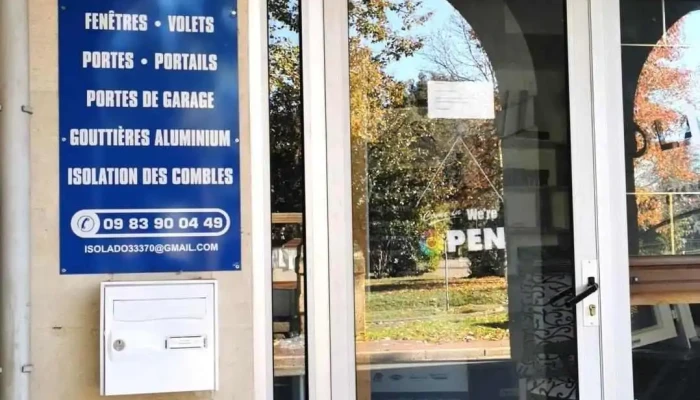 FENÊTRES • VOLETS
PORTES • PORTAILS
PORTES DE GARAGE
GOUTTIÈRES ALUMINIUM
ISOLATION DES COMBLES
09 83 90 04 49
ISOLADO33370@GMAIL.COM
We're
OPEN